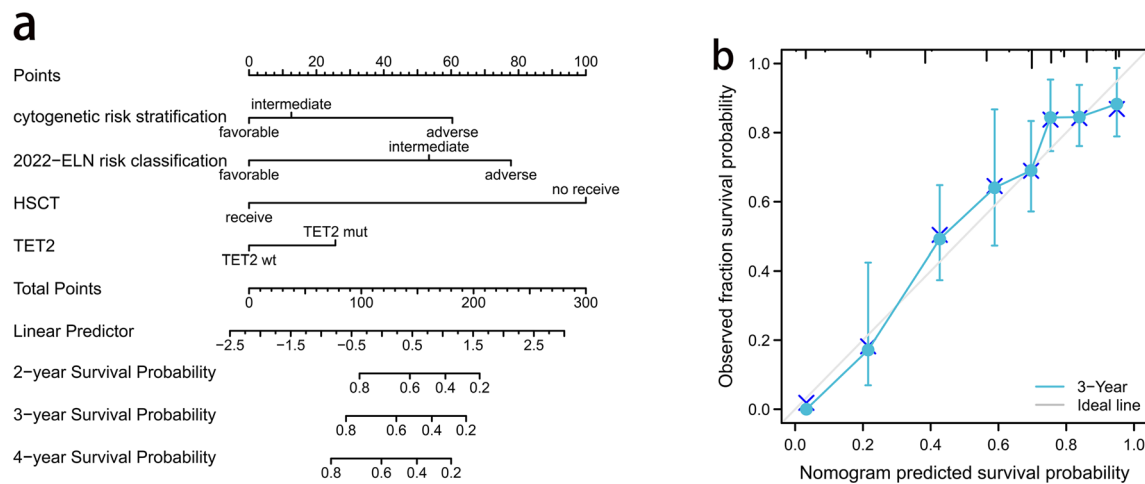 a
Points
0 20 40 60 80 100
cytogenetic risk stratification
intermediate
favorable adverse
2022−ELN risk classification
intermediate
favorable adverse
HSCT
no receive
receive
TET2
TET2 mut
TET2 wt
Total Points
0 100 200 300
Linear Predictor
−2.5 −1.5 −0.5 0.5 1.5 2.5
2−year Survival Probability
0.8 0.6 0.4 0.2
3−year Survival Probability
0.8 0.6 0.4 0.2
4−year Survival Probability
0.8 0.6 0.4 0.2
b
Observed fraction survival probability
1.0
0.8
0.6
0.4
0.2
0.0
3−Year
Ideal line
0.0 0.2 0.4 0.6 0.8 1.0
Nomogram predicted survival probability